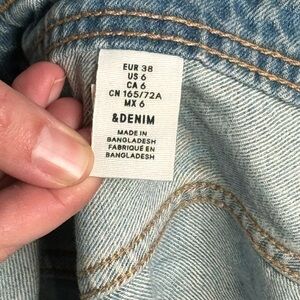 EUR 38
US 6
CA 6
CN 165/72A
MX 6
&DENIM
MADE IN
BANGLADESH
FABRIQUÉ EN
BANGLADESH